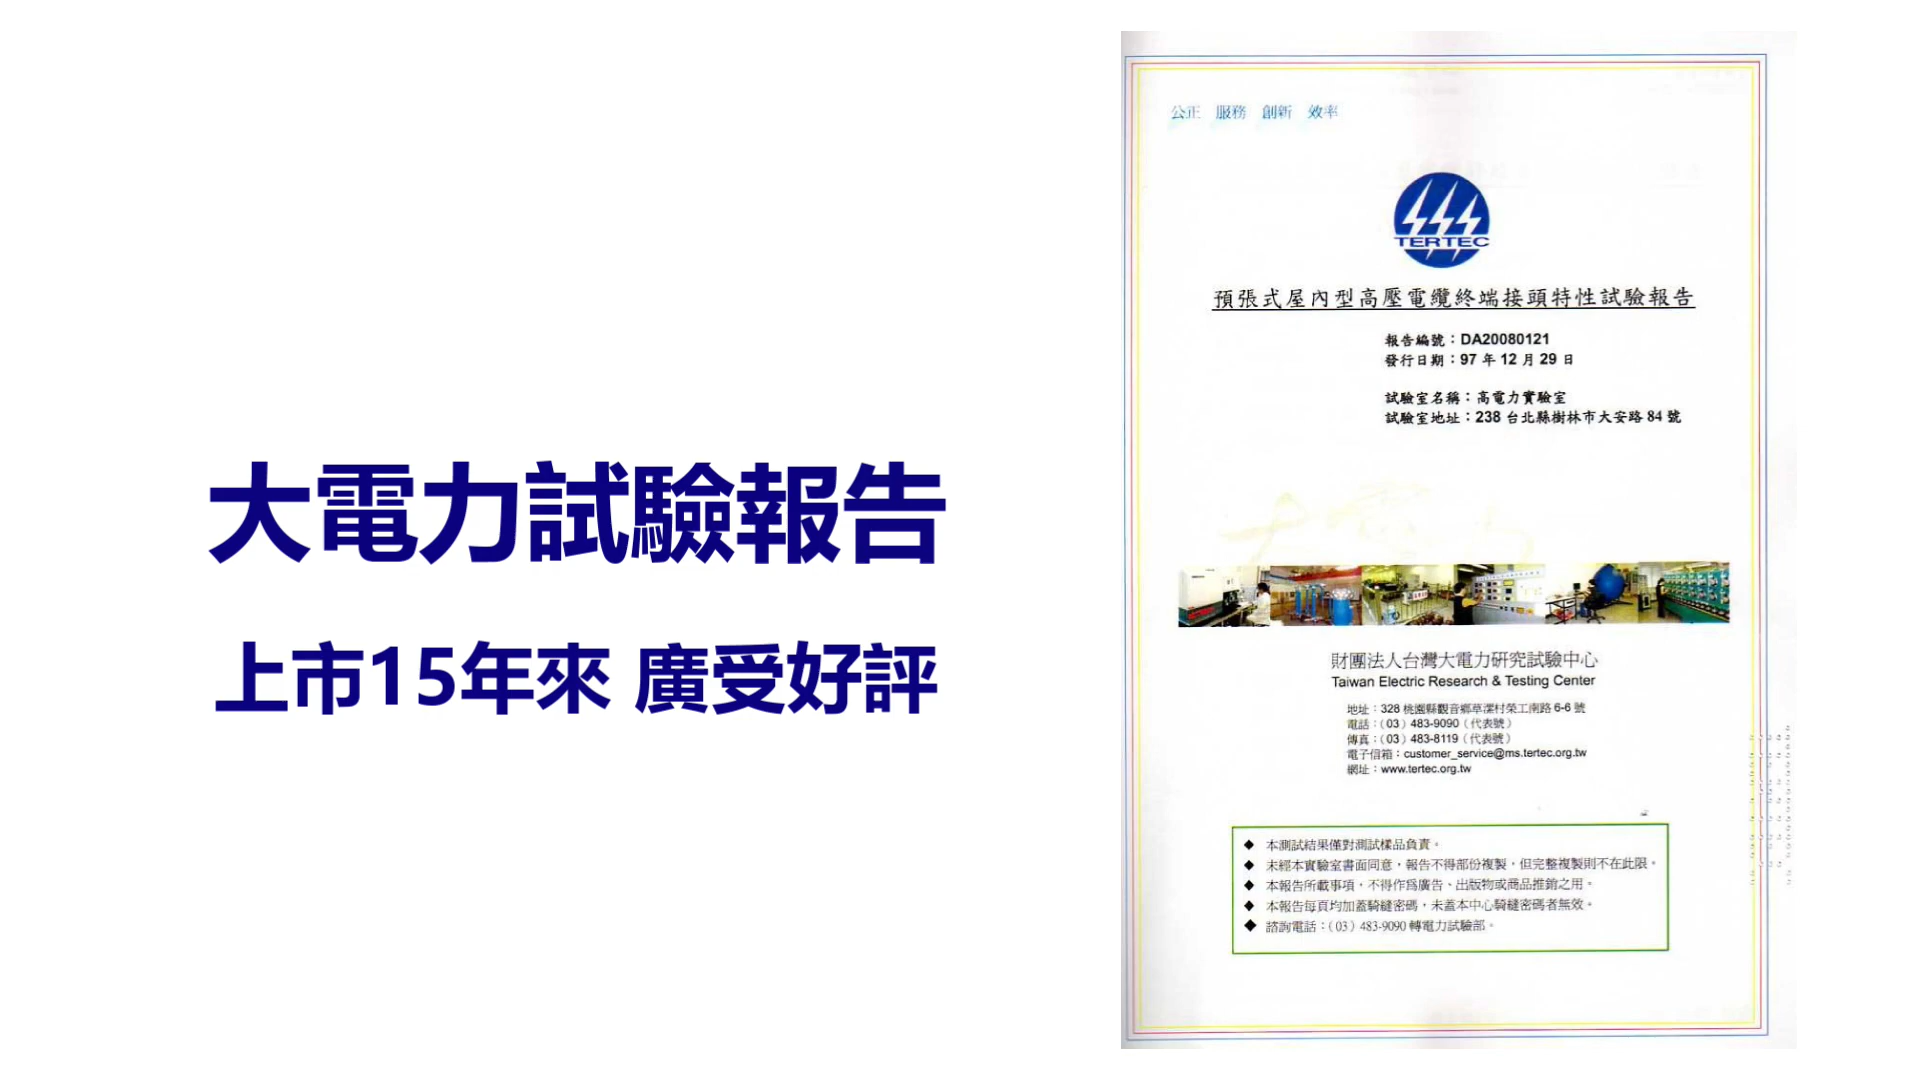 大電力試驗報告
上市15年來 廣受好評
公正 服務 創新 效率
TERTEC
預張式屋內型高壓電纜終端接頭特性試驗報告
報告編號：DA20080121
發行日期：97 年 12 月 29 日
試驗室名稱：高電力實驗室
試驗室地址：238 台北縣樹林市大安路 84 號
財團法人台灣大電力研究試驗中心
Taiwan Electric Research & Testing Center
地址：328 桃園縣觀音鄉草漯村榮工南路 6-6 號
電話：（03）483-9090（代表號）
傳真：（03）483-8119（代表號）
電子信箱：customer_service@ms.tertec.org.tw
網址：www.tertec.org.tw
◆ 本測試結果僅對測試樣品負責。
◆ 未經本實驗室書面同意，報告不得部份複製，但完整複製則不在此限。
◆ 本報告所載事項，不得作為廣告、出版物或商品推銷之用。
◆ 本報告每頁均加蓋騎縫密碼，未蓋本中心騎縫密碼者無效。
◆ 諮詢電話：（03）483-9090 轉電力試驗部。